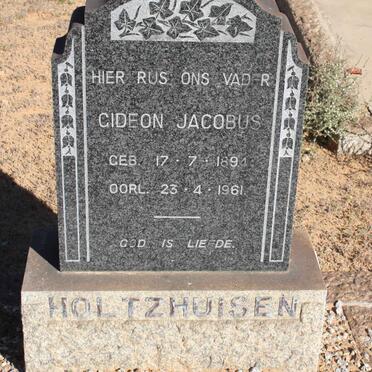 HIER RUS ONS VADER
GIDEON JACOBUS
GEB. 17 · 7 · 1894
OORL. 23 · 4 · 1961.
GOD IS LIEFDE.
HOLTZHUISEN